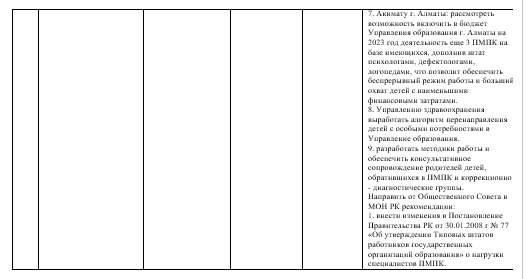 7. Акимату г. Алматы: рассмотреть
возможность включить в бюджет
Управления образования г. Алматы на
2023 год деятельность еще 3 ПМПК на
базе имеющихся, дополнив штат
психологами, дефектологами,
логопедами, что позволит обеспечить
беспрерывный режим работы и больший
охват детей с наименьшими
финансовыми затратами.
8. Управлению здравоохранения
выработать алгоритм перенаправления
детей с особыми потребностями в
Управление образования.
9. разработать методики работы и
обеспечить консультативное
сопровождение родителей детей,
обратившихся в ПМПК и коррекционно
- диагностические группы.
Направить от Общественного Совета в
МОН РК рекомендации:
1. внести изменения в Постановление
Правительства РК от 30.01.2008 г № 77
«Об утверждении Типовых штатов
работников государственных
организаций образования» о нагрузки
специалистов ПМПК.